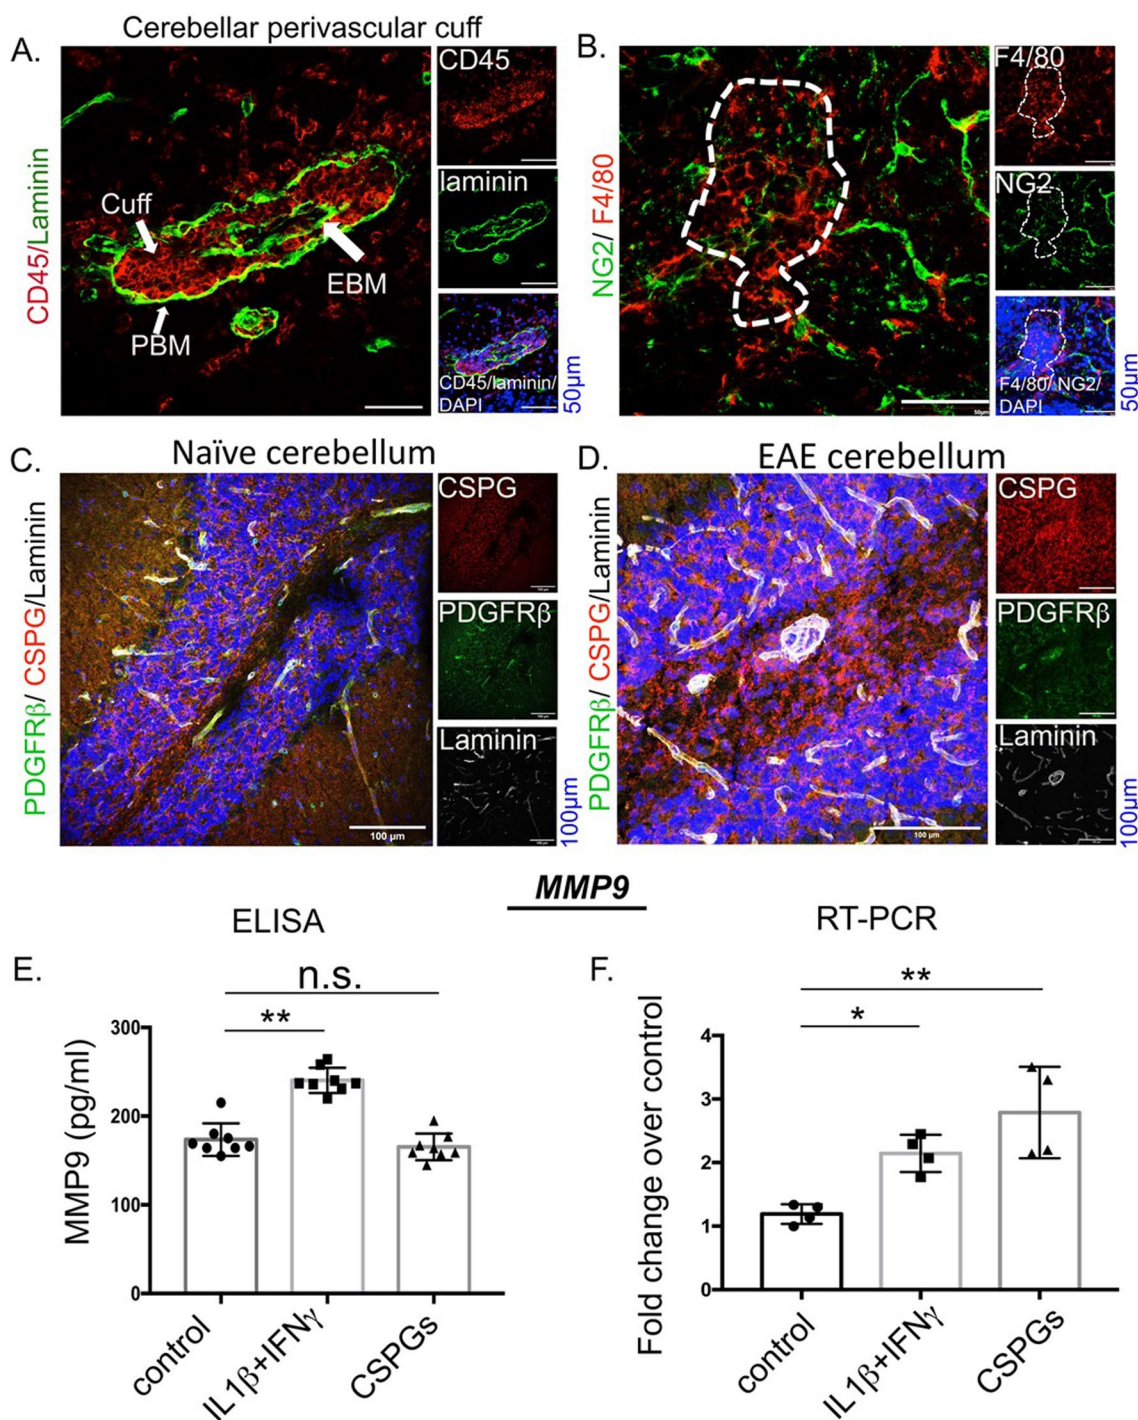 Cerebellar perivascular cuff
A.
CD45/Laminin
Cuff
EBM
PBM
CD45
laminin
CD45/laminin/
DAPI
50µm
B.
NG2/ F4/80
50µm
F4/80
NG2
F4/80/ NG2/
DAPI
50µm
C.
Naïve cerebellum
PDGFRβ/ CSPG/Laminin
100 µm
CSPG
PDGFRβ
Laminin
100µm
D.
EAE cerebellum
PDGFRβ/ CSPG/Laminin
100 µm
CSPG
PDGFRβ
Laminin
100µm
MMP9
ELISA
RT-PCR
E.
n.s.
**
MMP9 (pg/ml)
300
200
100
0
control
IL1β+IFNγ
CSPGs
F.
**
*
Fold change over control
4
3
2
1
0
control
IL1β+IFNγ
CSPGs